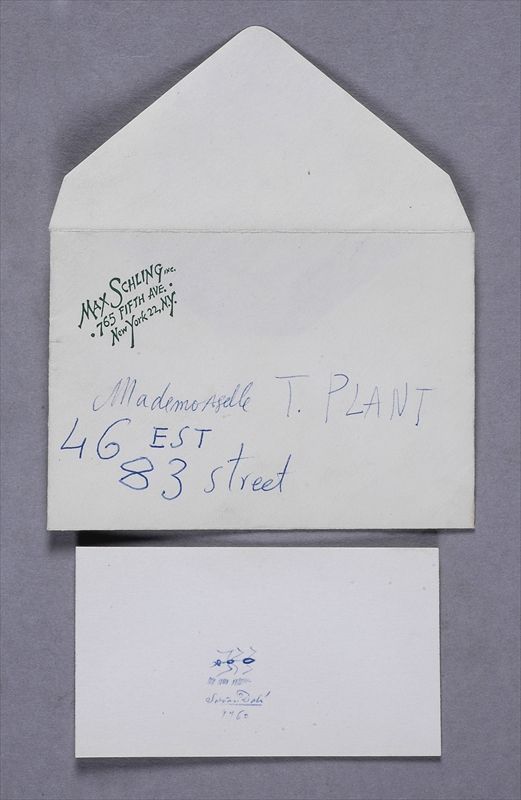 MAX SCHLING INC.
• 765 FIFTH AVE. •
New York 22, N.Y.
Mademoiselle T. PLANT
46 EST
83 street